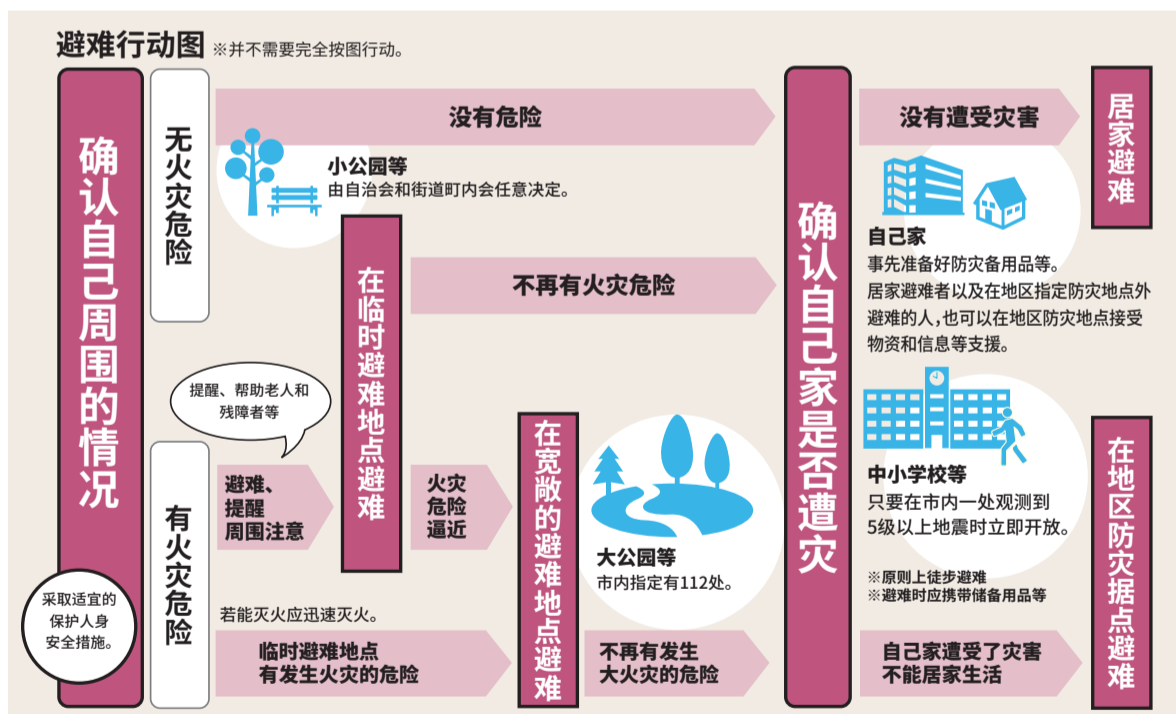 避难行动图 ※并不需要完全按图行动。
确认自己周围的情况
采取适宜的
保护人身
安全措施。
无火灾危险
没有危险
小公园等
由自治会和街道町内会任意决定。
有火灾危险
提醒、帮助老人和
残障者等
避难、
提醒
周围注意
若能灭火应迅速灭火。
临时避难地点
有发生火灾的危险
在临时避难地点避难
不再有火灾危险
火灾
危险
逼近
在宽敞的避难地点避难
大公园等
市内指定有112处。
不再有发生
大火灾的危险
确认自己家是否遭灾
没有遭受灾害
居家避难
自己家
事先准备好防灾备用品等。
居家避难者以及在地区指定防灾地点外
避难的人,也可以在地区防灾地点接受
物资和信息等支援。
中小学校等
只要在市内一处观测到
5级以上地震时立即开放。
※原则上徒步避难
※避难时应携带储备用品等
自己家遭受了灾害
不能居家生活
在地区防灾据点避难